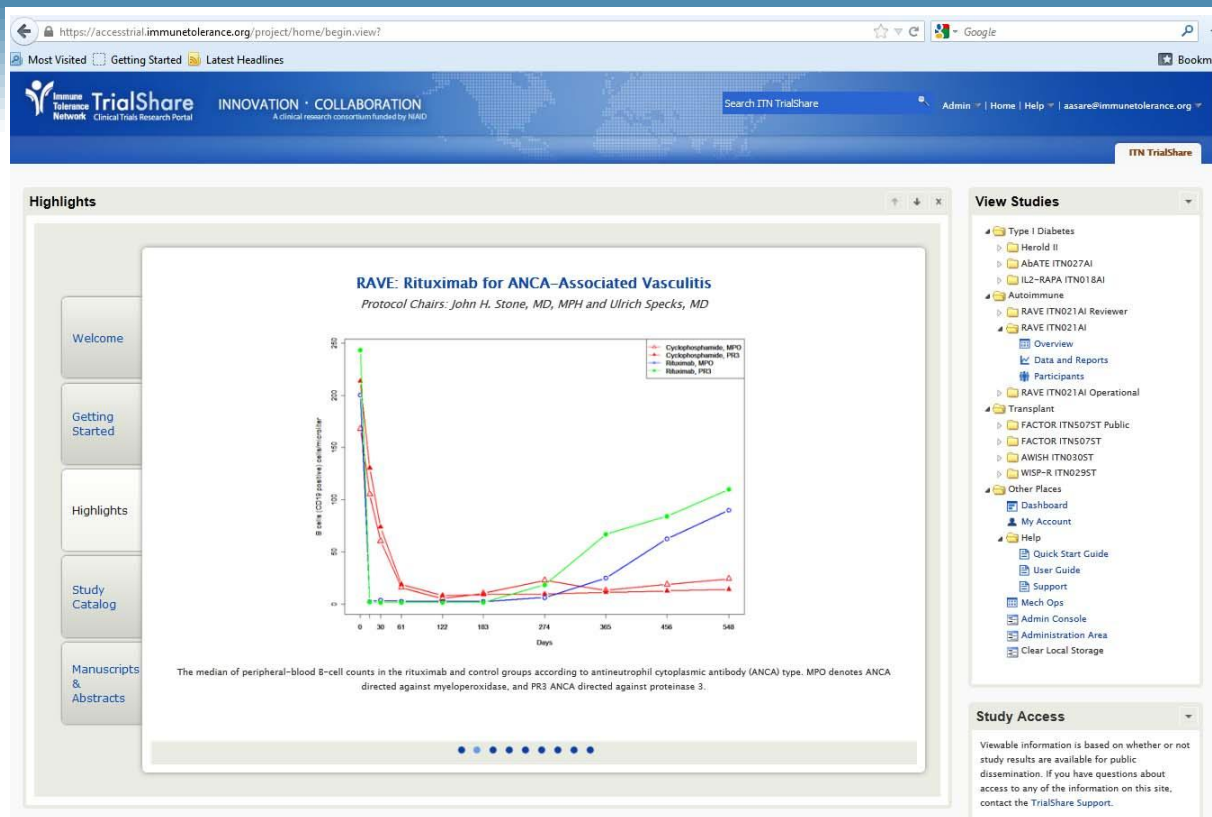 https://accesstrial.immunetolerance.org/project/home/begin.view?
Google
Most Visited Getting Started Latest Headlines
Bookm
Immune Tolerance Network TrialShare
Clinical Trials Research Portal
INNOVATION · COLLABORATION
A clinical research consortium funded by NIAID
Search ITN TrialShare
Admin | Home | Help | aasare@immunetolerance.org
ITN TrialShare
Highlights
Welcome
Getting
Started
Highlights
Study
Catalog
Manuscripts
&
Abstracts
RAVE: Rituximab for ANCA-Associated Vasculitis
Protocol Chairs: John H. Stone, MD, MPH and Ulrich Specks, MD
Cyclophosphamide, MPO
Cyclophosphamide, PR3
Rituximab, MPO
Rituximab, PR3
B cells (CD19 positive) cells/microliter
250
200
150
100
50
0
0 30 61 122 183 274 365 456 548
Days
The median of peripheral-blood B-cell counts in the rituximab and control groups according to antineutrophil cytoplasmic antibody (ANCA) type. MPO denotes ANCA
directed against myeloperoxidase, and PR3 ANCA directed against proteinase 3.
View Studies
Type I Diabetes
Herold II
AbATE ITN027AI
IL2-RAPA ITN018AI
Autoimmune
RAVE ITN021AI Reviewer
RAVE ITN021AI
Overview
Data and Reports
Participants
RAVE ITN021AI Operational
Transplant
FACTOR ITN507ST Public
FACTOR ITN507ST
AWISH ITN030ST
WISP-R ITN029ST
Other Places
Dashboard
My Account
Help
Quick Start Guide
User Guide
Support
Mech Ops
Admin Console
Administration Area
Clear Local Storage
Study Access
Viewable information is based on whether or not
study results are available for public
dissemination. If you have questions about
access to any of the information on this site,
contact the TrialShare Support.